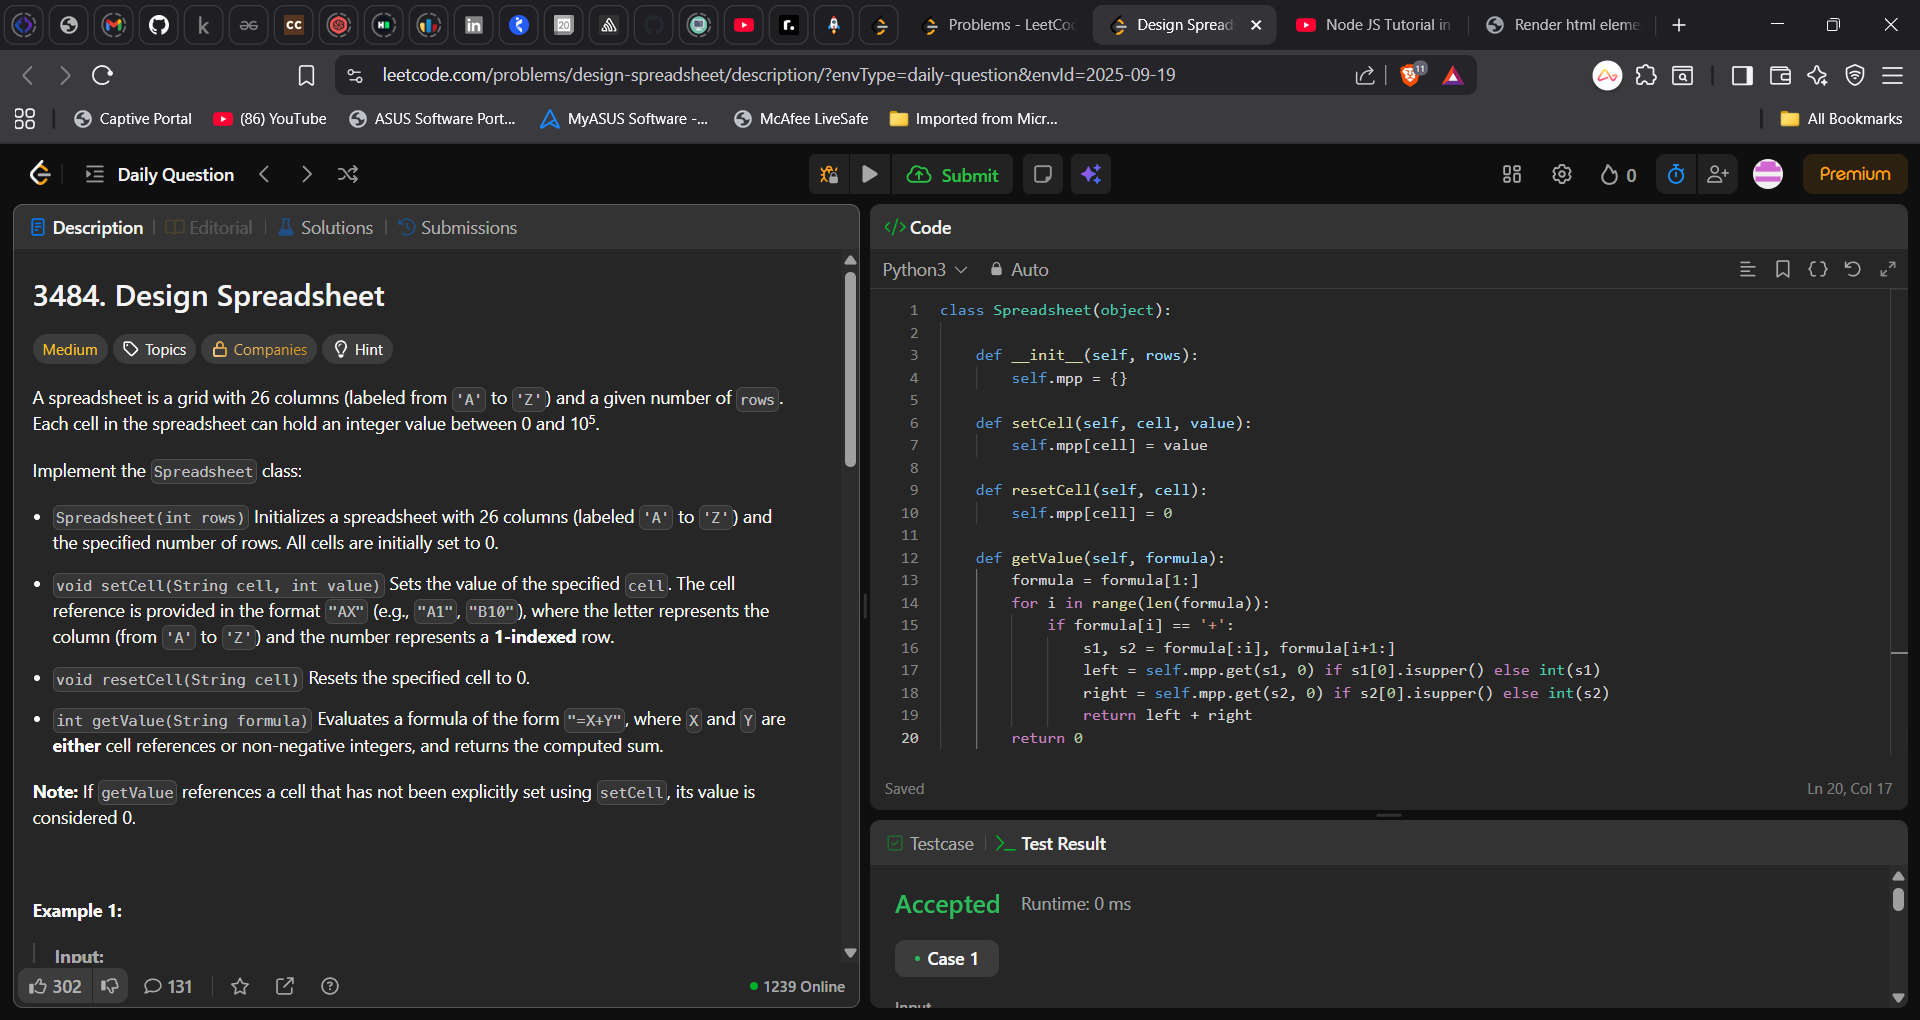 k
CC
H
in
20
r.
Problems - LeetCo
Design Spread
Node JS Tutorial in
Render html eleme
leetcode.com/problems/design-spreadsheet/description/?envType=daily-question&envId=2025-09-19
11
Captive Portal
(86) YouTube
ASUS Software Port...
MyASUS Software -...
McAfee LiveSafe
Imported from Micr...
All Bookmarks
Daily Question
Submit
0
Premium
Description
Editorial
Solutions
Submissions
3484. Design Spreadsheet
Medium
Topics
Companies
Hint
A spreadsheet is a grid with 26 columns (labeled from 'A' to 'Z') and a given number of rows.
Each cell in the spreadsheet can hold an integer value between 0 and 10⁵.
Implement the Spreadsheet class:
• Spreadsheet(int rows) Initializes a spreadsheet with 26 columns (labeled 'A' to 'Z') and
the specified number of rows. All cells are initially set to 0.
• void setCell(String cell, int value) Sets the value of the specified cell. The cell
reference is provided in the format "AX" (e.g., "A1", "B10"), where the letter represents the
column (from 'A' to 'Z') and the number represents a 1-indexed row.
• void resetCell(String cell) Resets the specified cell to 0.
• int getValue(String formula) Evaluates a formula of the form "=X+Y", where X and Y are
either cell references or non-negative integers, and returns the computed sum.
Note: If getValue references a cell that has not been explicitly set using setCell, its value is
considered 0.
Example 1:
Input:
302
131
1239 Online
Code
Python3
Auto
1 class Spreadsheet(object):
2
3 def __init__(self, rows):
4 self.mpp = {}
5
6 def setCell(self, cell, value):
7 self.mpp[cell] = value
8
9 def resetCell(self, cell):
10 self.mpp[cell] = 0
11
12 def getValue(self, formula):
13 formula = formula[1:]
14 for i in range(len(formula)):
15 if formula[i] == '+':
16 s1, s2 = formula[:i], formula[i+1:]
17 left = self.mpp.get(s1, 0) if s1[0].isupper() else int(s1)
18 right = self.mpp.get(s2, 0) if s2[0].isupper() else int(s2)
19 return left + right
20 return 0
Saved
Ln 20, Col 17
Testcase
Test Result
Accepted
Runtime: 0 ms
• Case 1
Input